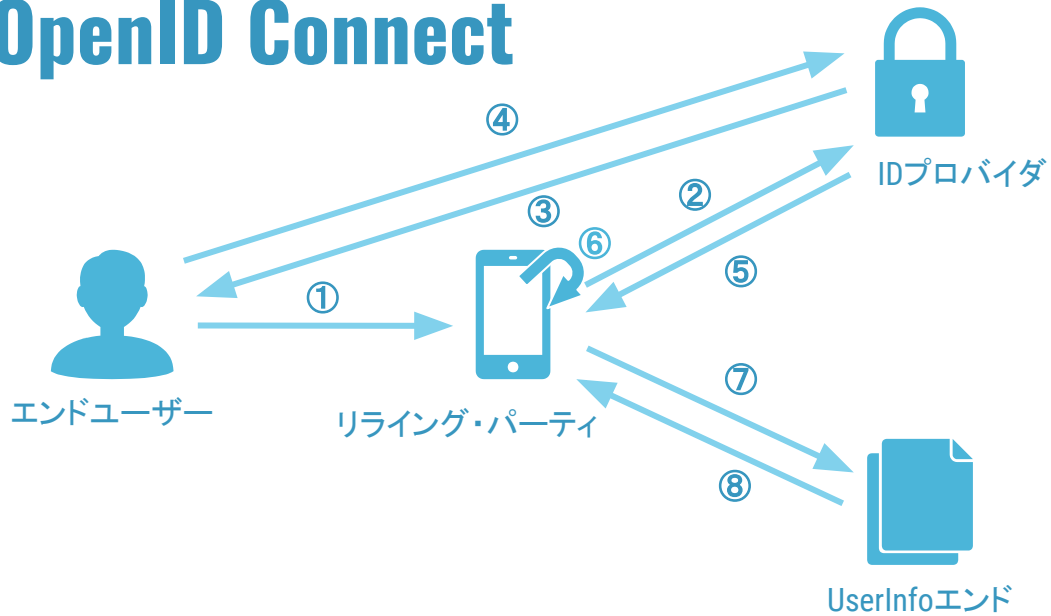 OpenID Connect
④
IDプロバイダ
②
③
⑥
⑤
①
⑦
エンドユーザー
リライング・パーティ
⑧
UserInfoエンド